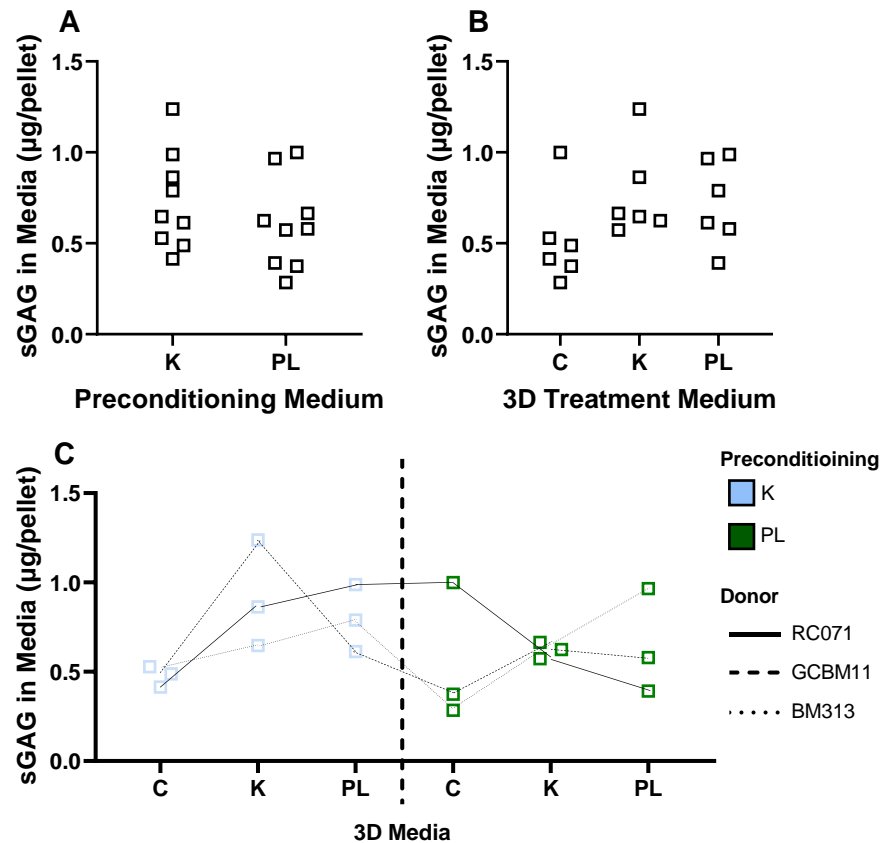 A
sGAG in Media (µg/pellet)
1.5
1.0
0.5
0.0
K PL
Preconditioning Medium
B
sGAG in Media (µg/pellet)
1.5
1.0
0.5
0.0
C K PL
3D Treatment Medium
C
sGAG in Media (µg/pellet)
1.5
1.0
0.5
0.0
C K PL C K PL
3D Media
Preconditioining
K
PL
Donor
RC071
GCBM11
BM313